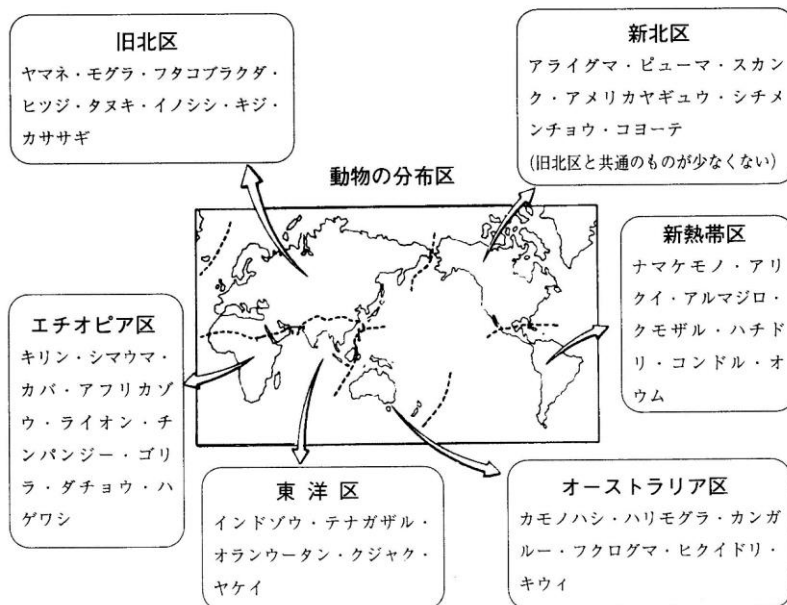 旧北区
ヤマネ・モグラ・フタコブラクダ・
ヒツジ・タヌキ・イノシシ・キジ・
カササギ
新北区
アライグマ・ピューマ・スカン
ク・アメリカヤギュウ・シチメ
ンチョウ・コヨーテ
(旧北区と共通のものが少なくない)
動物の分布区
新熱帯区
ナマケモノ・アリ
クイ・アルマジロ・
クモザル・ハチド
リ・コンドル・オ
ウム
エチオピア区
キリン・シマウマ・
カバ・アフリカゾ
ウ・ライオン・チ
ンパンジー・ゴリ
ラ・ダチョウ・ハ
ゲワシ
東洋区
インドゾウ・テナガザル・
オランウータン・クジャク・
ヤケイ
オーストラリア区
カモノハシ・ハリモグラ・カンガ
ルー・フクログマ・ヒクイドリ・
キウィ